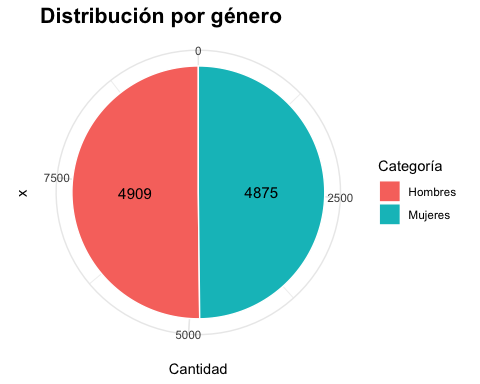 Distribución por género
0
7500
4909
4875
2500
5000
x
Cantidad
Categoría
Hombres
Mujeres